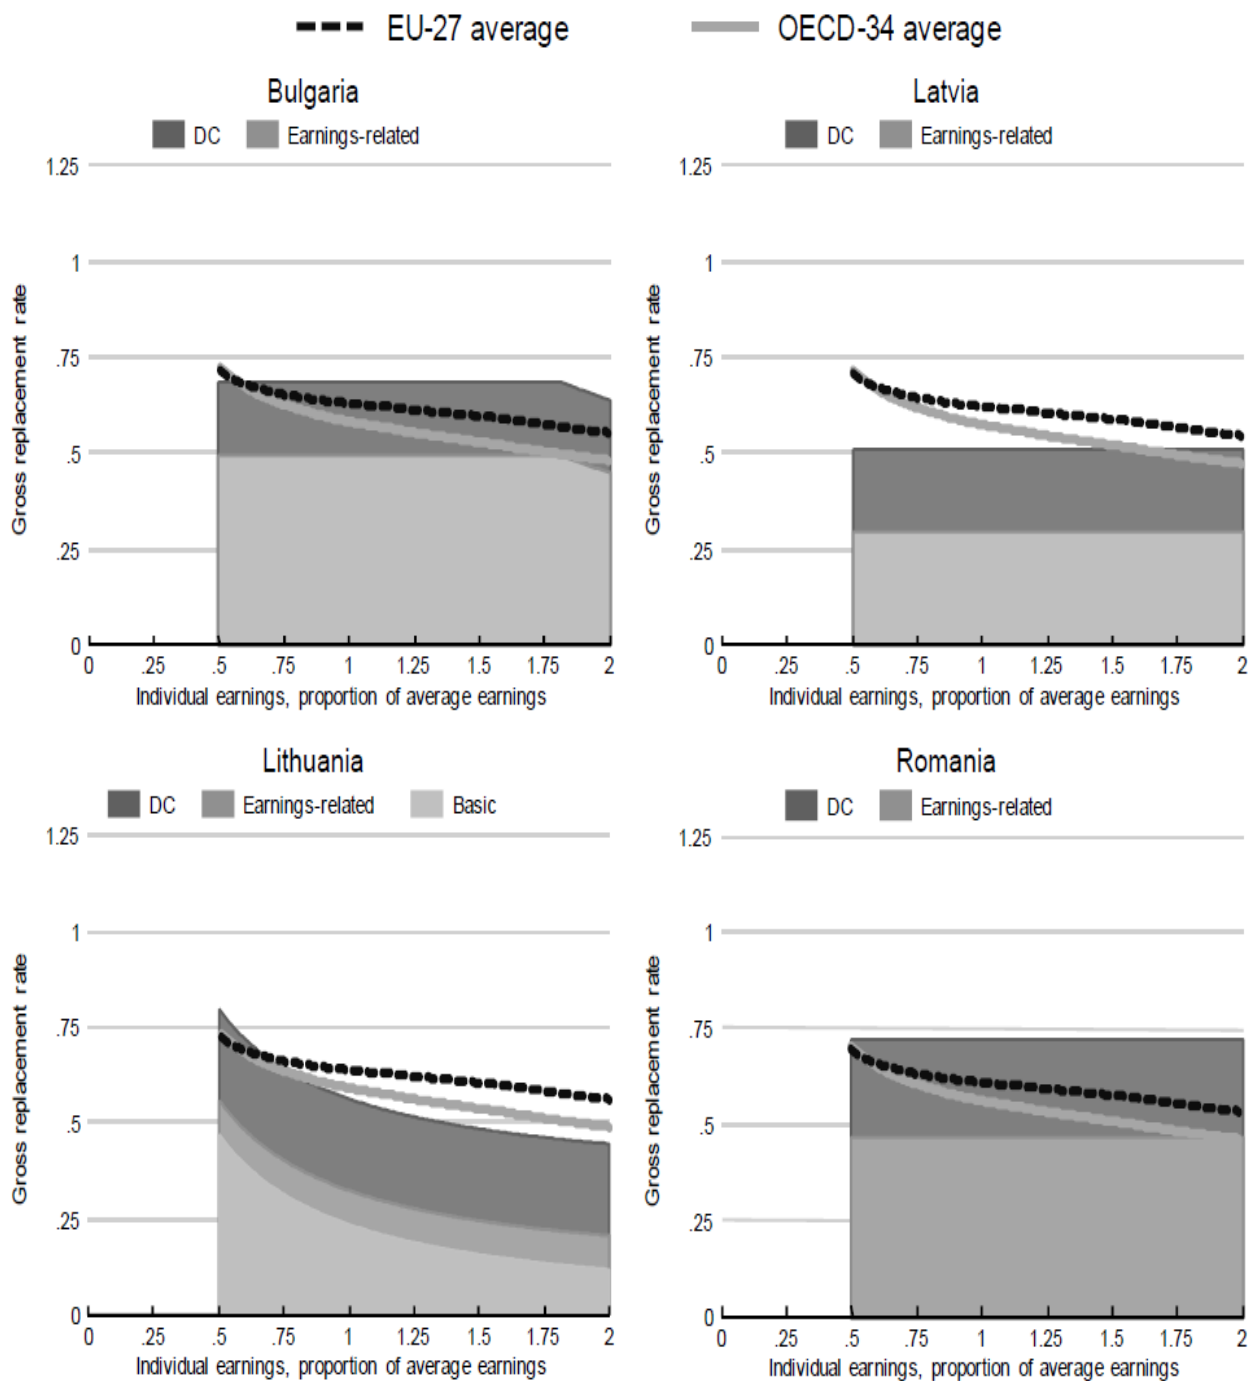 EU-27 average OECD-34 average
Bulgaria
DC Earnings-related
1.25
1
.75
.5
.25
0
Gross replacement rate
0 .25 .5 .75 1 1.25 1.5 1.75 2
Individual earnings, proportion of average earnings
Latvia
DC Earnings-related
1.25
1
.75
.5
.25
0
Gross replacement rate
0 .25 .5 .75 1 1.25 1.5 1.75 2
Individual earnings, proportion of average earnings
Lithuania
DC Earnings-related Basic
1.25
1
.75
.5
.25
0
Gross replacement rate
0 .25 .5 .75 1 1.25 1.5 1.75 2
Individual earnings, proportion of average earnings
Romania
DC Earnings-related
1.25
1
.75
.5
.25
0
Gross replacement rate
0 .25 .5 .75 1 1.25 1.5 1.75 2
Individual earnings, proportion of average earnings